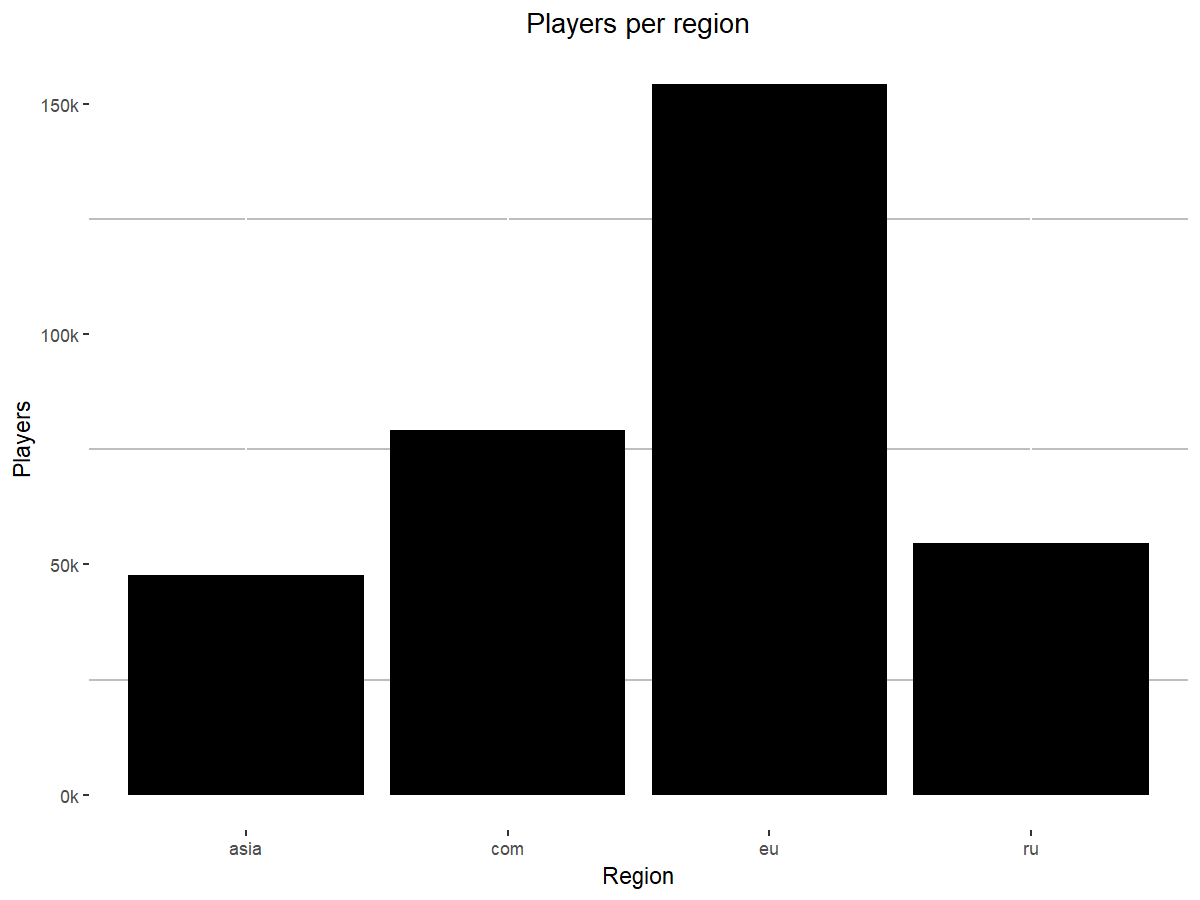 Players per region
150k
100k
50k
0k
Players
asia com eu ru
Region